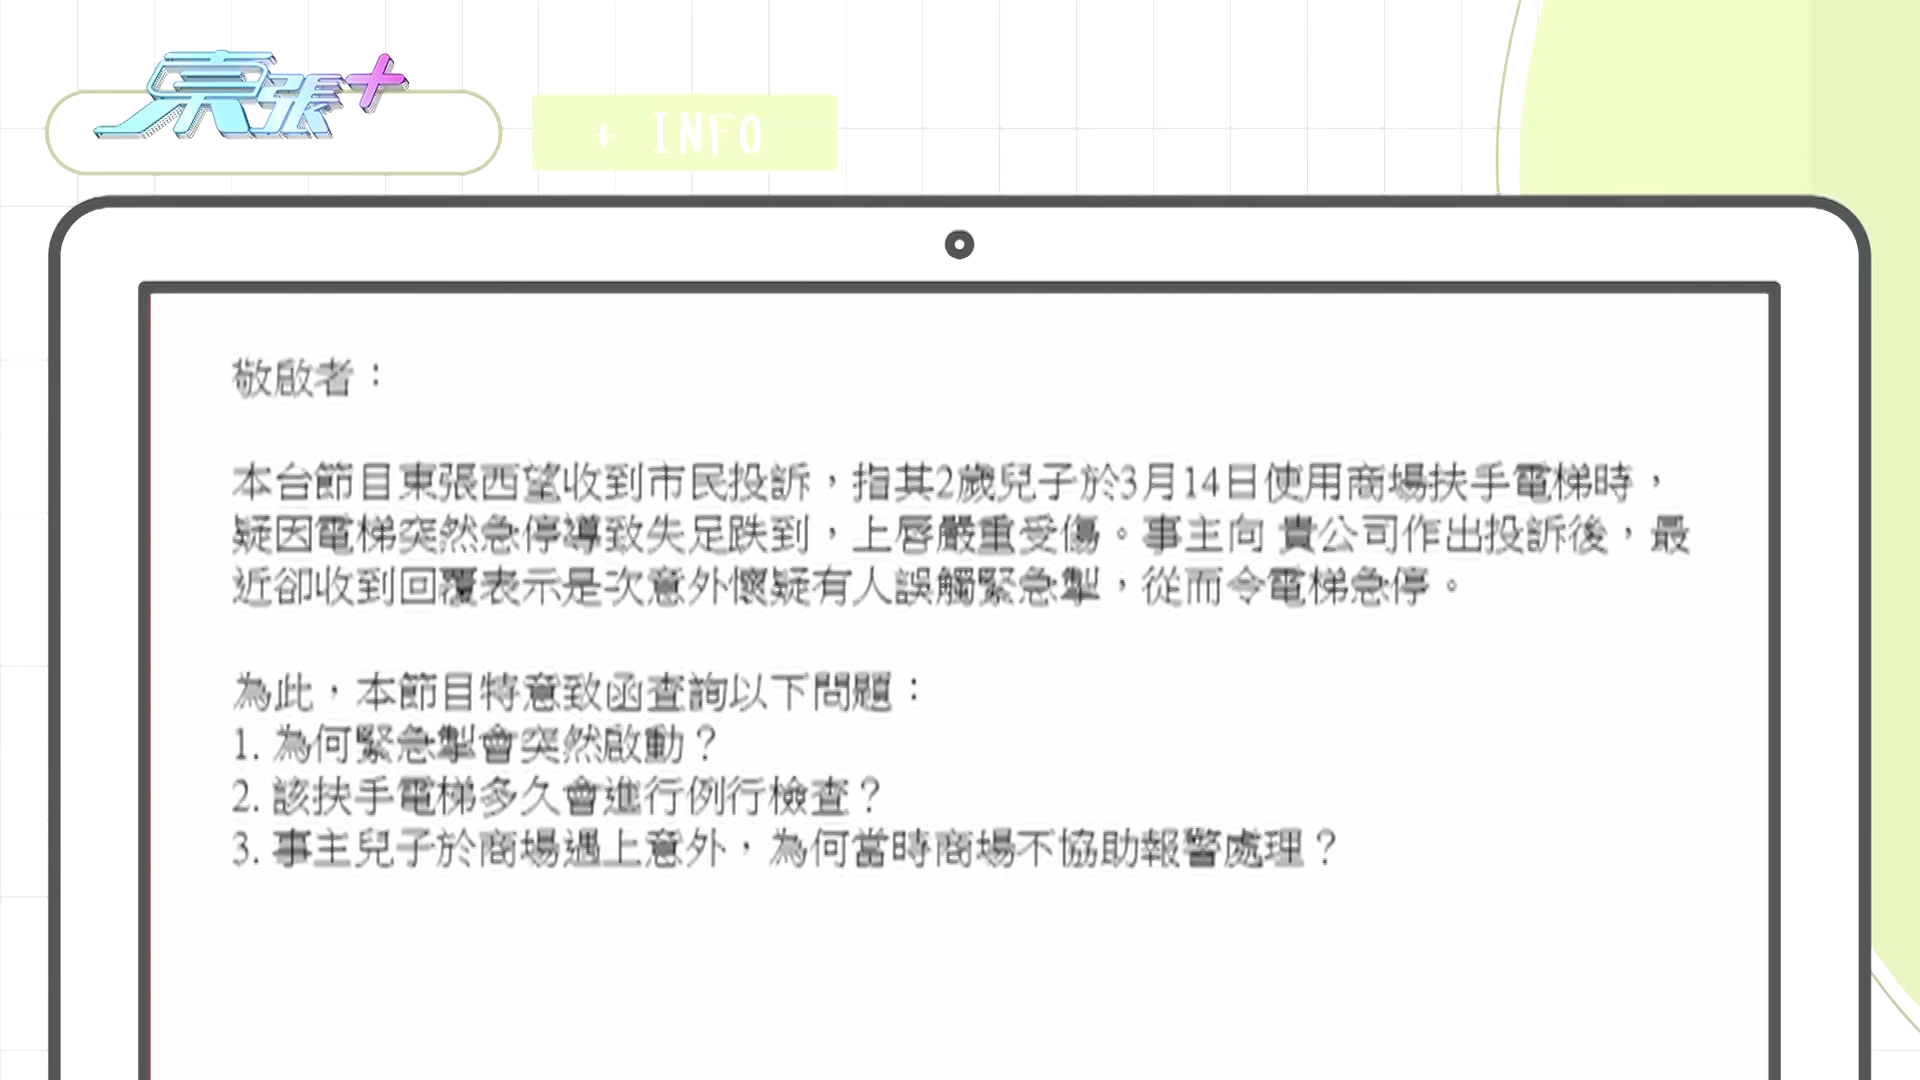 東張+
+ INFO
敬啟者：
本台節目東張西望收到市民投訴，指其2歲兒子於3月14日使用商場扶手電梯時，
疑因電梯突然急停導致失足跌到，上唇嚴重受傷。事主向 貴公司作出投訴後，最
近卻收到回覆表示是次意外懷疑有人誤觸緊急掣，從而令電梯急停。
為此，本節目特意致函查詢以下問題：
1. 為何緊急掣會突然啟動？
2. 該扶手電梯多久會進行例行檢查？
3. 事主兒子於商場遇上意外，為何當時商場不協助報警處理？